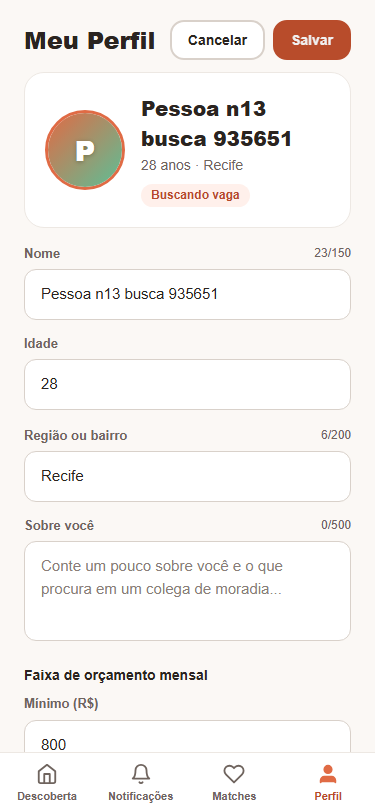 Meu Perfil
Cancelar
Salvar
P
Pessoa n13
busca 935651
28 anos · Recife
Buscando vaga
Nome
23/150
Pessoa n13 busca 935651
Idade
28
Região ou bairro
6/200
Recife
Sobre você
0/500
Conte um pouco sobre você e o que
procura em um colega de moradia...
Faixa de orçamento mensal
Mínimo (R$)
800
Descoberta
Notificações
Matches
Perfil